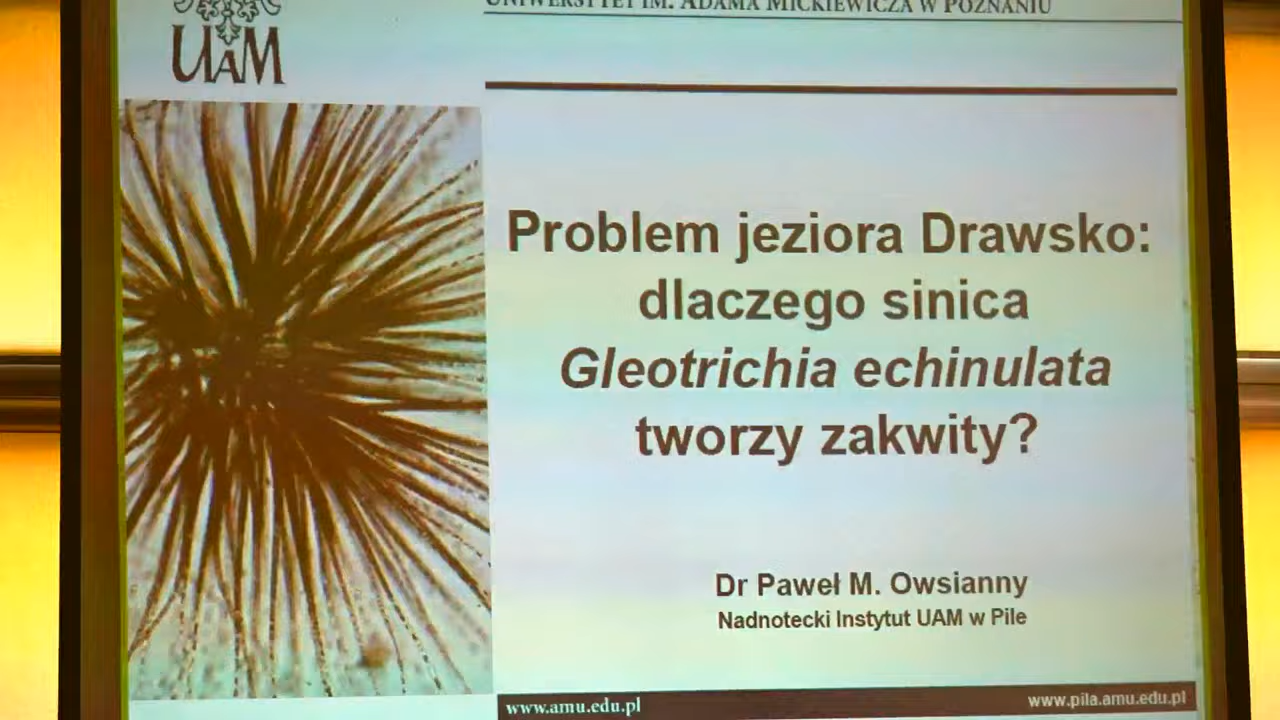 UNIWERSYTET IM. ADAMA MICKIEWICZA W POZNANIU
UAM
Problem jeziora Drawsko:
dlaczego sinica
Gleotrichia echinulata
tworzy zakwity?
Dr Paweł M. Owsianny
Nadnotecki Instytut UAM w Pile
www.amu.edu.pl
www.pila.amu.edu.pl